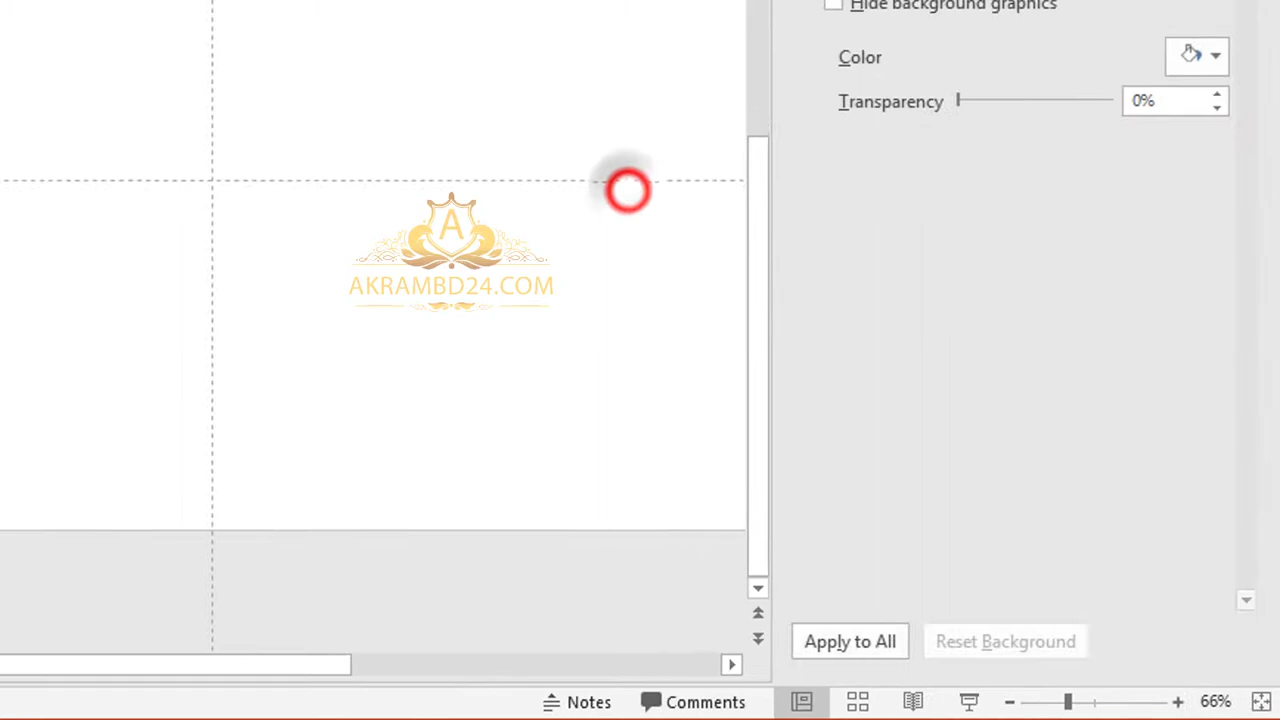 Hide background graphics
Color
Transparency 0%
A
AKRAMBD24.COM
Apply to All Reset Background
Notes Comments 66%